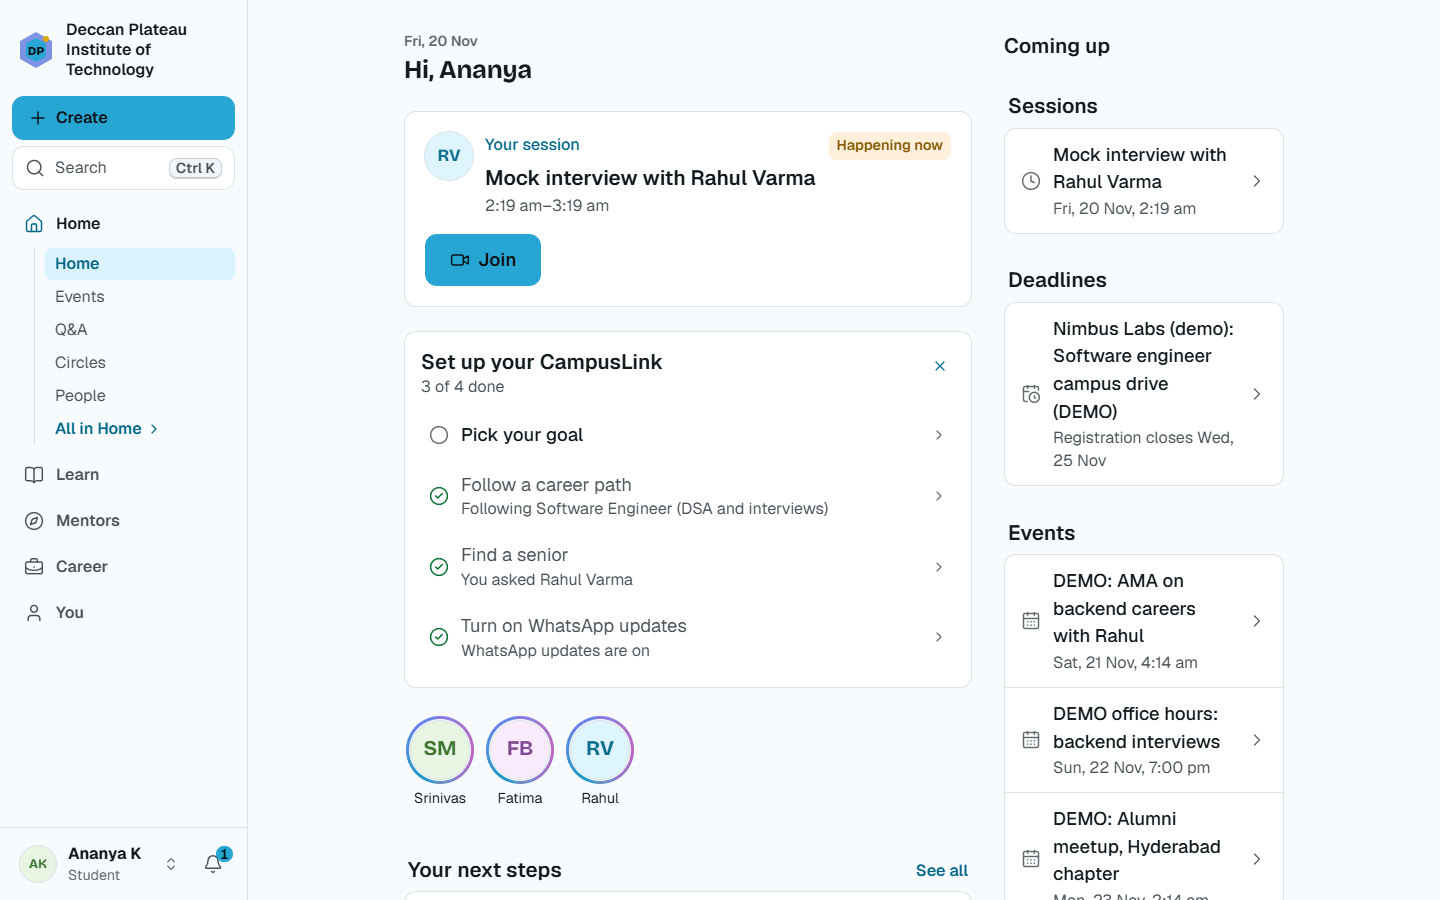 Deccan Plateau
Institute of
Technology
DP
Create
Search
Ctrl K
Home
Home
Events
Q&A
Circles
People
All in Home
Learn
Mentors
Career
You
AK
Ananya K
Student
1
Fri, 20 Nov
Hi, Ananya
RV
Your session
Happening now
Mock interview with Rahul Varma
2:19 am–3:19 am
Join
Set up your CampusLink
3 of 4 done
Pick your goal
Follow a career path
Following Software Engineer (DSA and interviews)
Find a senior
You asked Rahul Varma
Turn on WhatsApp updates
WhatsApp updates are on
SM
FB
RV
Srinivas
Fatima
Rahul
Your next steps
See all
Coming up
Sessions
Mock interview with
Rahul Varma
Fri, 20 Nov, 2:19 am
Deadlines
Nimbus Labs (demo):
Software engineer
campus drive
(DEMO)
Registration closes Wed,
25 Nov
Events
DEMO: AMA on
backend careers
with Rahul
Sat, 21 Nov, 4:14 am
DEMO office hours:
backend interviews
Sun, 22 Nov, 7:00 pm
DEMO: Alumni
meetup, Hyderabad
chapter
Mon, 23 Nov, 2:14 am